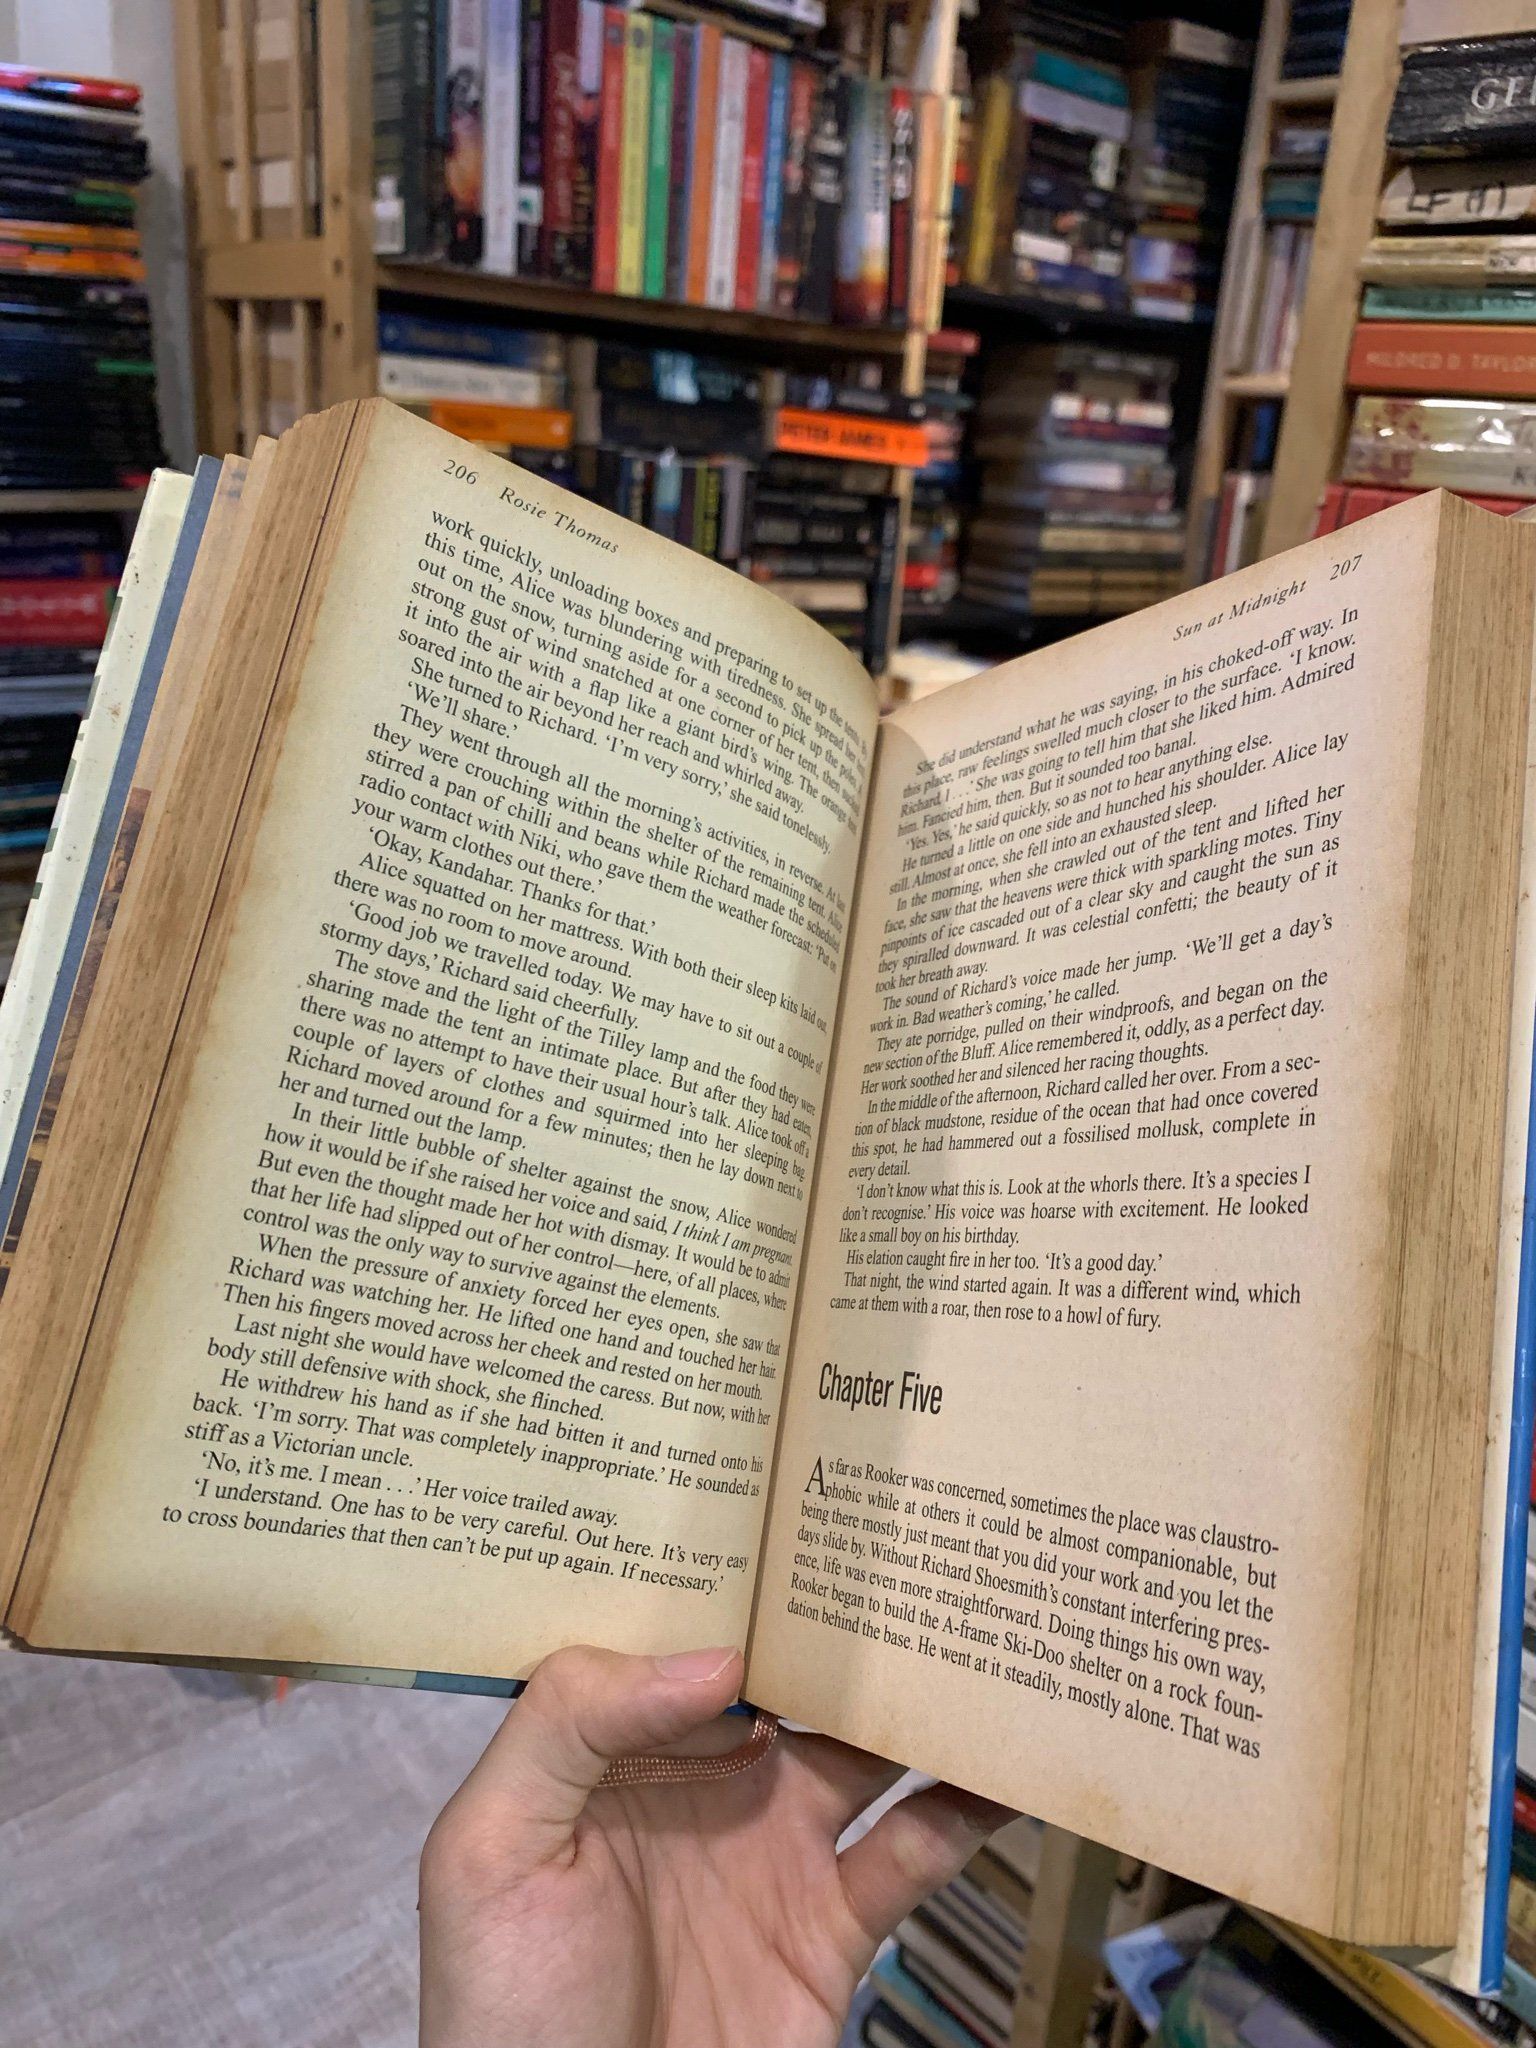 GE
MILDRED D. TAYLOR
PETER JAMES
206 Rosie Thomas
work quickly, unloading boxes and preparing to set up the tents. By
this time, Alice was blundering with tiredness. She spread her tent
out on the snow, turning aside for a second to pick up the poles. A
strong gust of wind snatched at one corner of her tent, then sucked
it into the air with a flap like a giant bird's wing. The orange
soared into the air beyond her reach and whirled away.
She turned to Richard. 'I'm very sorry,' she said tonelessly.
'We'll share.'
They went through all the morning's activities, in reverse. At last
they were crouching within the shelter of the remaining tent. Alice
stirred a pan of chilli and beans while Richard made the scheduled
radio contact with Niki, who gave them the weather forecast: 'Put on
your warm clothes out there.'
'Okay, Kandahar. Thanks for that.'
Alice squatted on her mattress. With both their sleep kits laid out,
there was no room to move around.
'Good job we travelled today. We may have to sit out a couple of
stormy days,' Richard said cheerfully.
The stove and the light of the Tilley lamp and the food they were
sharing made the tent an intimate place. But after they had eaten,
there was no attempt to have their usual hour's talk. Alice took off a
couple of layers of clothes and squirmed into her sleeping bag.
Richard moved around for a few minutes; then he lay down next to
her and turned out the lamp.
In their little bubble of shelter against the snow, Alice wondered
how it would be if she raised her voice and said, I think I am pregnant.
But even the thought made her hot with dismay. It would be to admit
that her life had slipped out of her control—here, of all places, where
control was the only way to survive against the elements.
When the pressure of anxiety forced her eyes open, she saw that
Richard was watching her. He lifted one hand and touched her hair.
Then his fingers moved across her cheek and rested on her mouth.
Last night she would have welcomed the caress. But now, with her
body still defensive with shock, she flinched.
He withdrew his hand as if she had bitten it and turned onto his
back. 'I'm sorry. That was completely inappropriate.' He sounded as
stiff as a Victorian uncle.
'No, it's me. I mean . . .' Her voice trailed away.
'I understand. One has to be very careful. Out here. It's very easy
to cross boundaries that then can't be put up again. If necessary.'
Sun at Midnight 207
She did understand what he was saying, in his choked-off way. In
this place, raw feelings swelled much closer to the surface. 'I know.
Richard, I . . .' She was going to tell him that she liked him. Admired
him. Fancied him, then. But it sounded too banal.
'Yes. Yes,' he said quickly, so as not to hear anything else.
He turned a little on one side and hunched his shoulder. Alice lay
still. Almost at once, she fell into an exhausted sleep.
In the morning, when she crawled out of the tent and lifted her
face, she saw that the heavens were thick with sparkling motes. Tiny
pinpoints of ice cascaded out of a clear sky and caught the sun as
they spiralled downward. It was celestial confetti; the beauty of it
took her breath away.
The sound of Richard's voice made her jump. 'We'll get a day's
work in. Bad weather's coming,' he called.
They ate porridge, pulled on their windproofs, and began on the
new section of the Bluff. Alice remembered it, oddly, as a perfect day.
Her work soothed her and silenced her racing thoughts.
In the middle of the afternoon, Richard called her over. From a sec-
tion of black mudstone, residue of the ocean that had once covered
this spot, he had hammered out a fossilised mollusk, complete in
every detail.
'I don't know what this is. Look at the whorls there. It's a species I
don't recognise.' His voice was hoarse with excitement. He looked
like a small boy on his birthday.
His elation caught fire in her too. 'It's a good day.'
That night, the wind started again. It was a different wind, which
came at them with a roar, then rose to a howl of fury.
Chapter Five
As far as Rooker was concerned, sometimes the place was claustro-
phobic while at others it could be almost companionable, but
being there mostly just meant that you did your work and you let the
days slide by. Without Richard Shoesmith's constant interfering pres-
ence, life was even more straightforward. Doing things his own way,
Rooker began to build the A-frame Ski-Doo shelter on a rock foun-
dation behind the base. He went at it steadily, mostly alone. That was